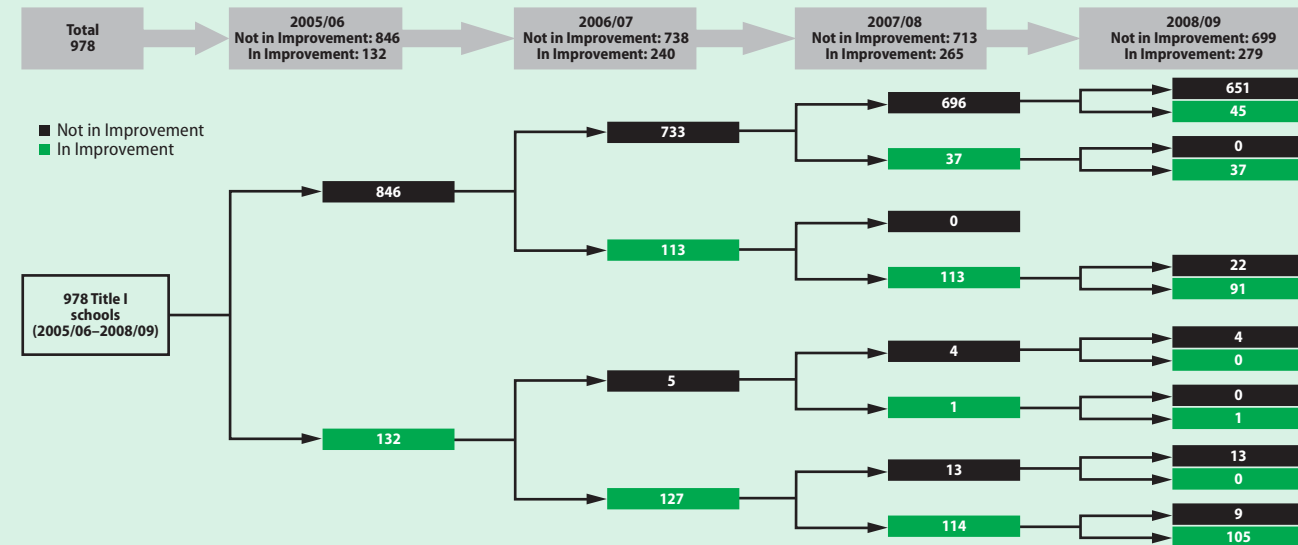 Total
978
2005/06
Not in Improvement: 846
In Improvement: 132
2006/07
Not in Improvement: 738
In Improvement: 240
2007/08
Not in Improvement: 713
In Improvement: 265
2008/09
Not in Improvement: 699
In Improvement: 279
Not in Improvement
In Improvement
978 Title I
schools
(2005/06–2008/09)
846
132
733
113
5
127
696
37
0
113
4
1
13
114
651
45
0
37
22
91
4
0
0
1
13
0
9
105